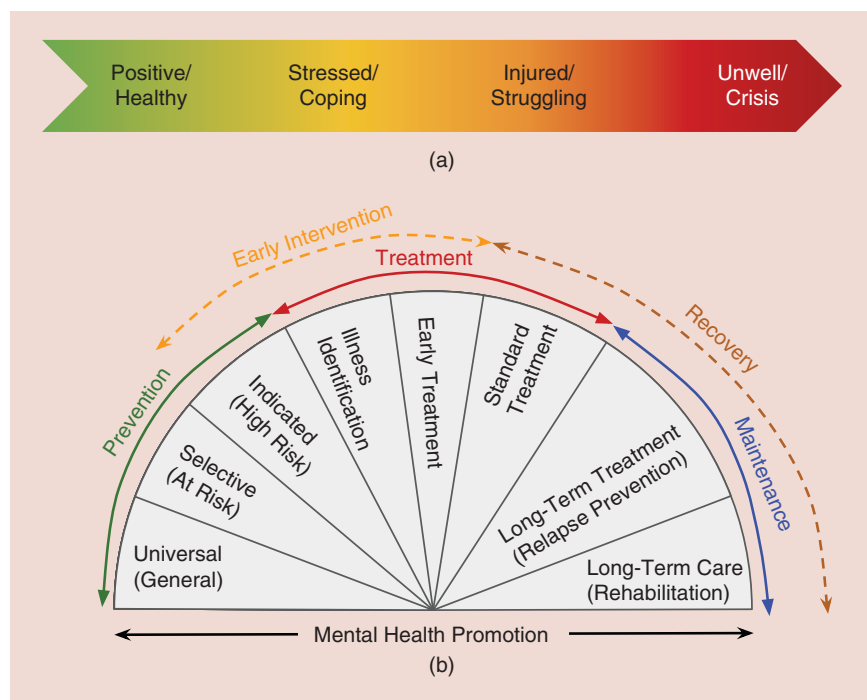 Positive/
Healthy
Stressed/
Coping
Injured/
Struggling
Unwell/
Crisis
(a)
Early Intervention
Treatment
Recovery
Prevention
Maintenance
Universal
(General)
Selective
(At Risk)
Indicated
(High Risk)
Illness
Identification
Early Treatment
Standard
Treatment
Long-Term Treatment
(Relapse Prevention)
Long-Term Care
(Rehabilitation)
Mental Health Promotion
(b)